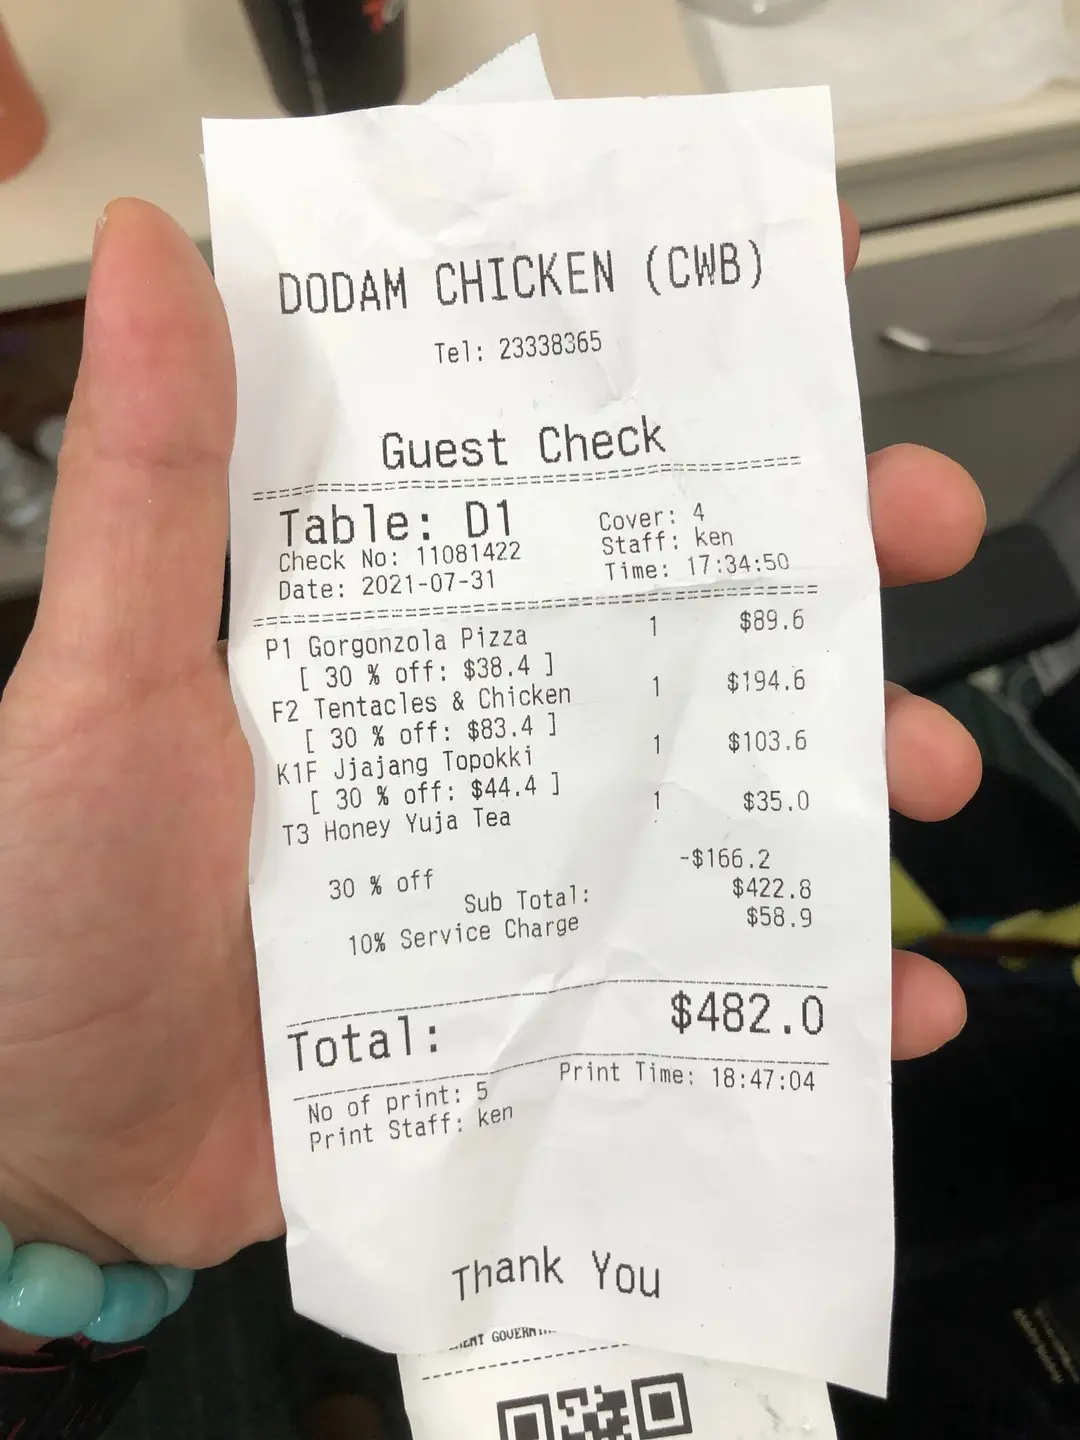 DODAM CHICKEN (CWB)
Tel: 23338365
Guest Check
Table: D1
Cover: 4
Check No: 11081422
Staff: ken
Date: 2021-07-31
Time: 17:34:50
P1 Gorgonzola Pizza 1 $89.6
[ 30 % off: $38.4 ]
F2 Tentacles & Chicken 1 $194.6
[ 30 % off: $83.4 ]
K1F Jjajang Topokki 1 $103.6
[ 30 % off: $44.4 ]
T3 Honey Yuja Tea 1 $35.0
30 % off -$166.2
Sub Total: $422.8
10% Service Charge $58.9
Total: $482.0
No of print: 5 Print Time: 18:47:04
Print Staff: ken
Thank You